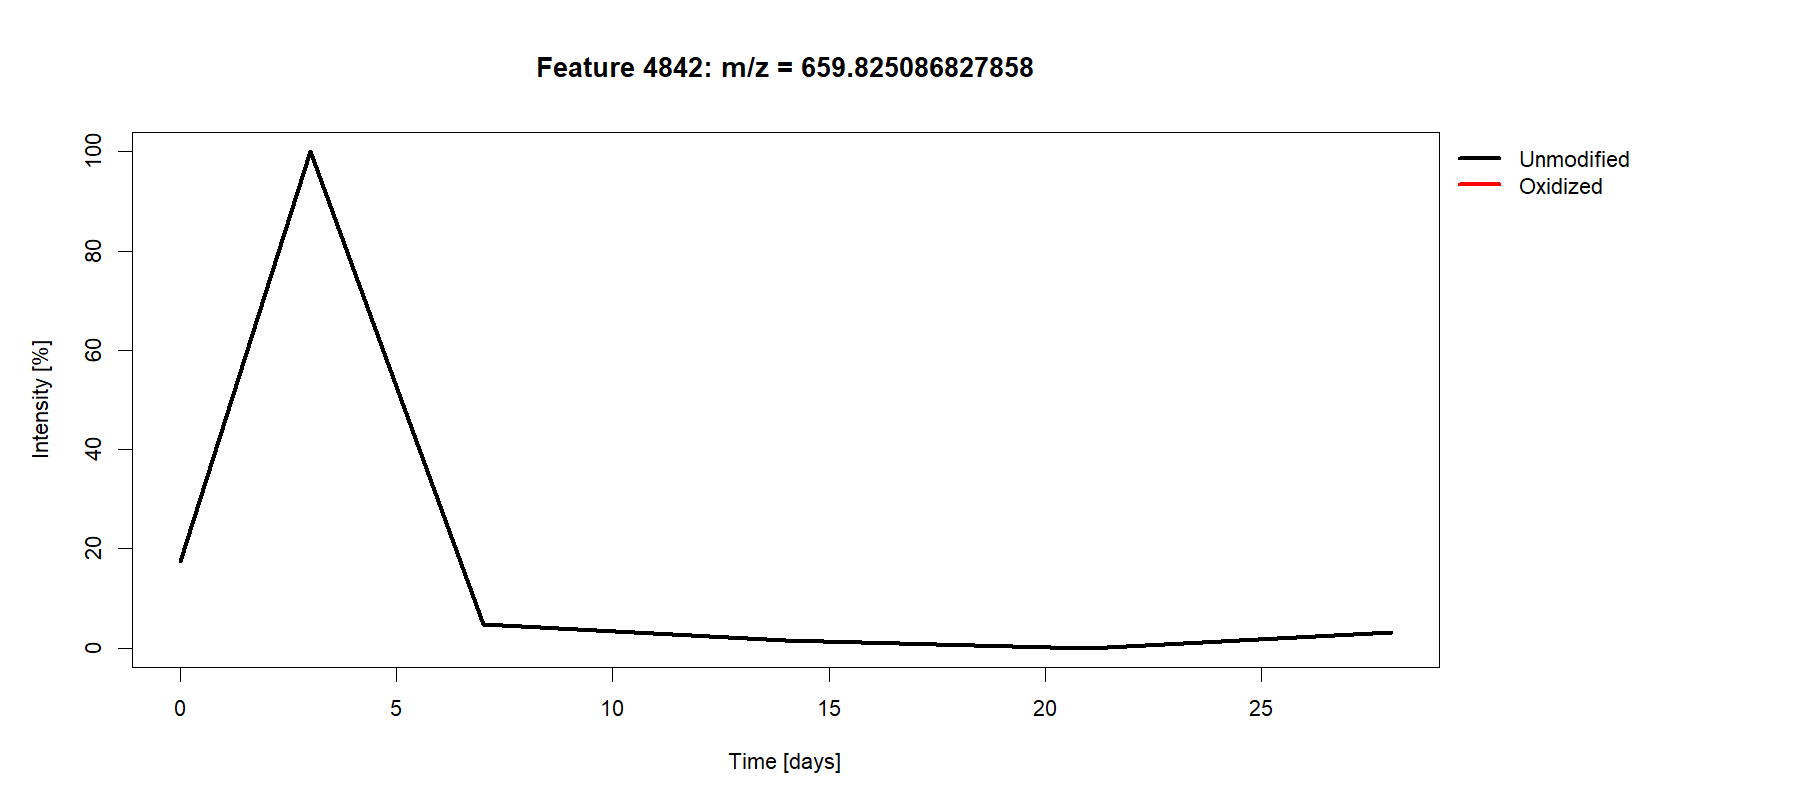 Feature 4842: m/z = 659.825086827858
Unmodified
Oxidized
Intensity [%]
100
80
60
40
20
0
0 5 10 15 20 25
Time [days]